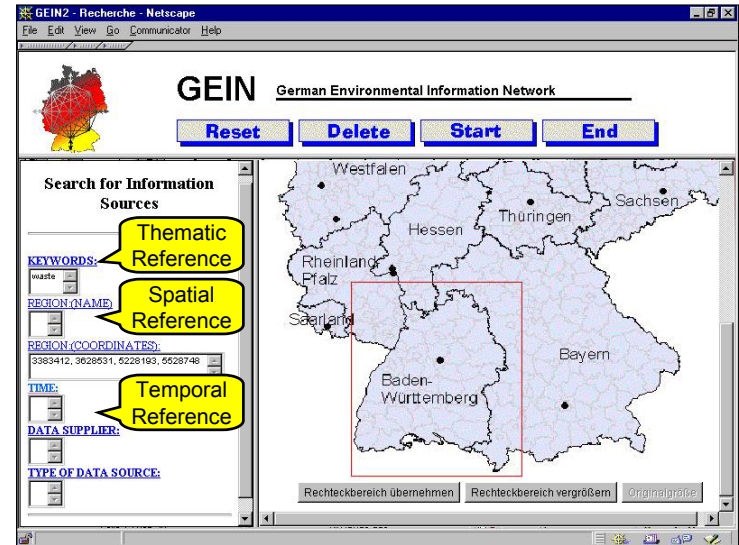 GEIN2 - Recherche - Netscape
File Edit View Go Communicator Help
GEIN German Environmental Information Network
Reset Delete Start End
Search for Information
Sources
Thematic
Reference
KEYWORDS:
waste
Spatial
Reference
REGION:(NAME)
REGION:(COORDINATES):
3383412, 3628531, 5228193, 5528748
Temporal
Reference
TIME:
DATA SUPPLIER:
TYPE OF DATA SOURCE:
Westfalen
Hessen
Thüringen
Sachsen
Rheinland
Pfalz
Saarland
Baden-
Württemberg
Bayern
Rechteckbereich übernehmen Rechteckbereich vergrößern Originalgröße